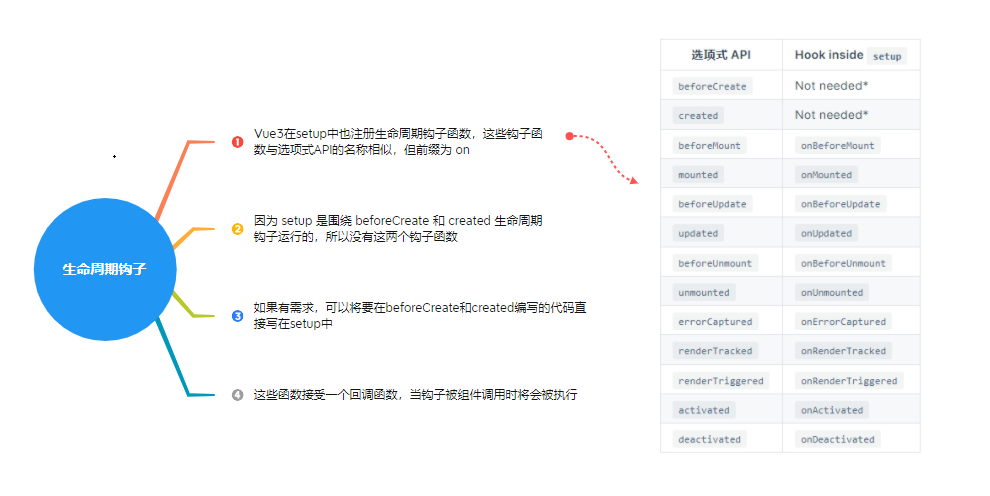 生命周期钩子
1 Vue3在setup中也注册生命周期钩子函数，这些钩子函
数与选项式API的名称相似，但前缀为 on
2 因为 setup 是围绕 beforeCreate 和 created 生命周期
钩子运行的，所以没有这两个钩子函数
3 如果有需求，可以将要在beforeCreate和created编写的代码直
接写在setup中
4 这些函数接受一个回调函数，当钩子被组件调用时将会被执行
选项式 API Hook inside setup
beforeCreate Not needed*
created Not needed*
beforeMount onBeforeMount
mounted onMounted
beforeUpdate onBeforeUpdate
updated onUpdated
beforeUnmount onBeforeUnmount
unmounted onUnmounted
errorCaptured onErrorCaptured
renderTracked onRenderTracked
renderTriggered onRenderTriggered
activated onActivated
deactivated onDeactivated